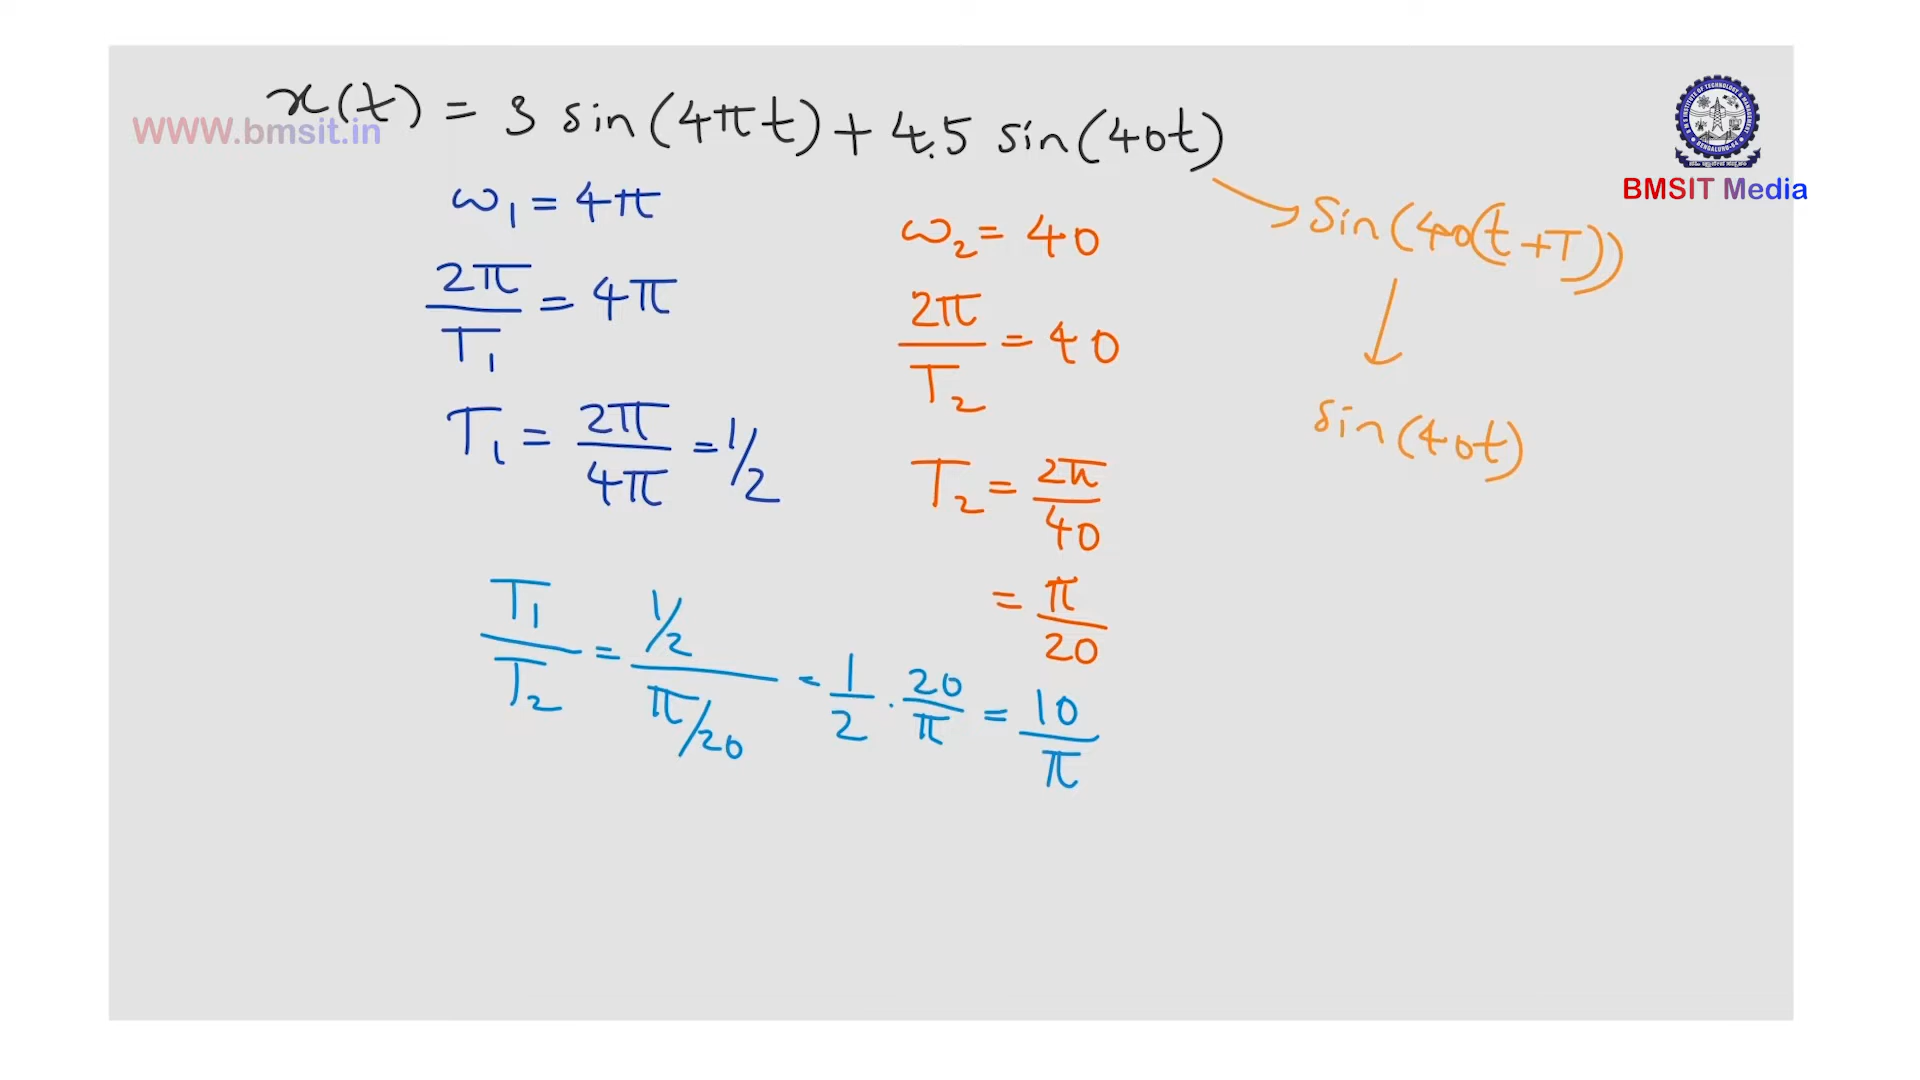 x(t) = 3 sin(4πt) + 4.5 sin(40t)
www.bmsit.in
BMSIT Media
ω₁ = 4π
2π/T₁ = 4π
T₁ = 2π/4π = 1/2
ω₂ = 40
2π/T₂ = 40
T₂ = 2π/40
= π/20
sin(40(t+T))
sin(40t)
T₁/T₂ = (1/2)/(π/20) = 1/2 · 20/π = 10/π